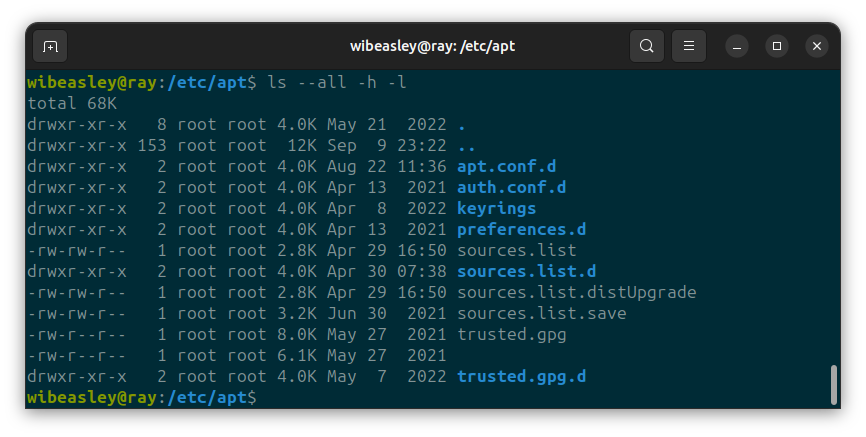 wibeasley@ray: /etc/apt
wibeasley@ray:/etc/apt$ ls --all -h -l
total 68K
drwxr-xr-x   8 root root 4.0K May 21  2022 .
drwxr-xr-x 153 root root  12K Sep  9 23:22 ..
drwxr-xr-x   2 root root 4.0K Aug 22 11:36 apt.conf.d
drwxr-xr-x   2 root root 4.0K Apr 13  2021 auth.conf.d
drwxr-xr-x   2 root root 4.0K Apr  8  2022 keyrings
drwxr-xr-x   2 root root 4.0K Apr 13  2021 preferences.d
-rw-rw-r--   1 root root 2.8K Apr 29 16:50 sources.list
drwxr-xr-x   2 root root 4.0K Apr 30 07:38 sources.list.d
-rw-rw-r--   1 root root 2.8K Apr 29 16:50 sources.list.distUpgrade
-rw-rw-r--   1 root root 3.2K Jun 30  2021 sources.list.save
-rw-r--r--   1 root root 8.0K May 27  2021 trusted.gpg
-rw-r--r--   1 root root 6.1K May 27  2021
drwxr-xr-x   2 root root 4.0K May  7  2022 trusted.gpg.d
wibeasley@ray:/etc/apt$